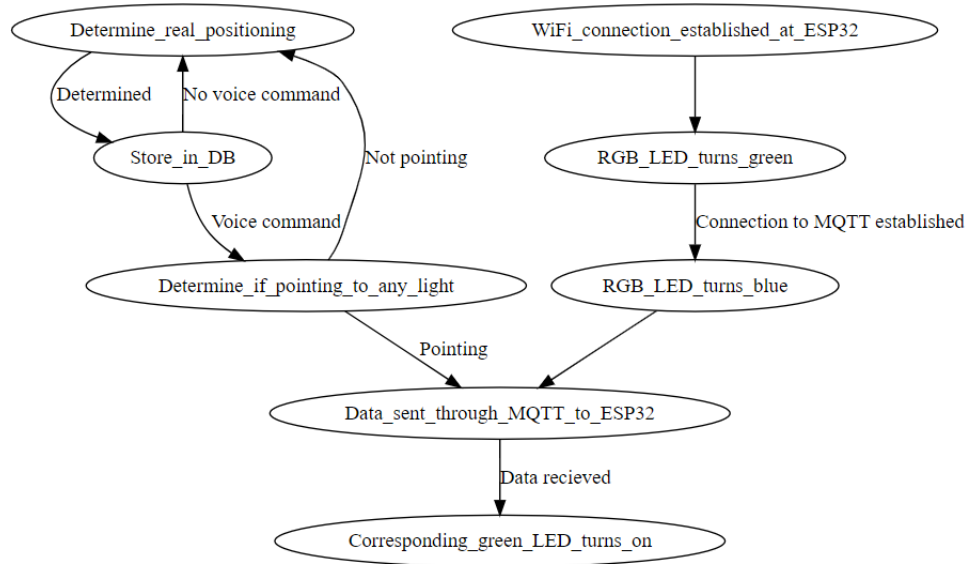 Determine_real_positioning
WiFi_connection_established_at_ESP32
Determined
No voice command
Store_in_DB
Not pointing
RGB_LED_turns_green
Voice command
Connection to MQTT established
Determine_if_pointing_to_any_light
RGB_LED_turns_blue
Pointing
Data_sent_through_MQTT_to_ESP32
Data recieved
Corresponding_green_LED_turns_on